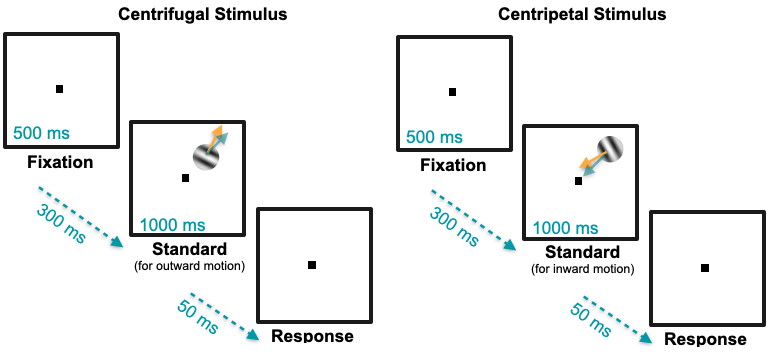 Centrifugal Stimulus
500 ms
Fixation
300 ms
1000 ms
Standard
(for outward motion)
50 ms
Response
Centripetal Stimulus
500 ms
Fixation
300 ms
1000 ms
Standard
(for inward motion)
50 ms
Response